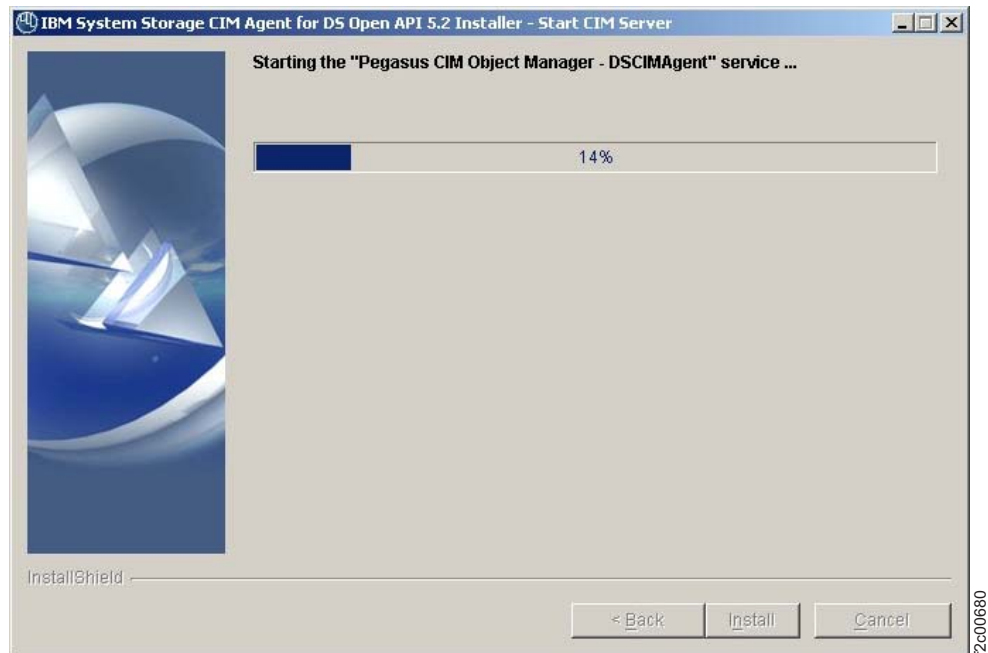 IBM System Storage CIM Agent for DS Open API 5.2 Installer - Start CIM Server
Starting the "Pegasus CIM Object Manager - DSCIMAgent" service ...
14%
InstallShield
< Back
Install
Cancel
f2c00680